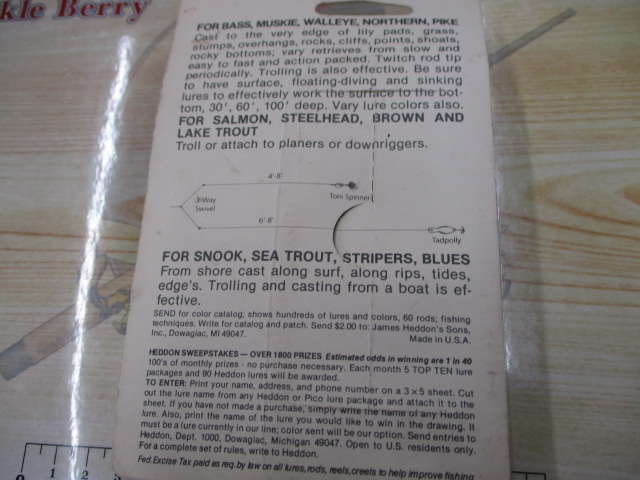 kle Berry
FOR BASS, MUSKIE, WALLEYE, NORTHERN, PIKE
Cast to the very edge of lily pads, grass,
stumps, overhangs, rocks, cliffs, points, shoals,
rocky bottoms; vary retrieves from slow and
easy to fast and action packed. Twitch rod tip
periodically. Trolling is also effective. Be sure
to have surface, floating-diving and sinking
lures to effectively work the surface to the bot-
tom, 30', 60', 100' deep. Vary lure colors also.
FOR SALMON, STEELHEAD, BROWN AND
LAKE TROUT
Troll or attach to planers or downriggers.
4'-8'
3-Way
Swivel
Toni Spinner
6'-8'
Tadpolly
FOR SNOOK, SEA TROUT, STRIPERS, BLUES
From shore cast along surf, along rips, tides,
edge's. Trolling and casting from a boat is ef-
fective.
SEND for color catalog; shows hundreds of lures and colors, 60 rods; fishing
techniques. Write for catalog and patch. Send $2.00 to: James Heddon's Sons,
Inc., Dowagiac, MI 49047.
Made in U.S.A.
HEDDON SWEEPSTAKES — OVER 1800 PRIZES Estimated odds in winning are 1 in 40
100's of monthly prizes - no purchase necessary. Each month 5 TOP TEN lure
packages and 90 Heddon lures will be awarded.
TO ENTER: Print your name, address, and phone number on a 3 × 5 sheet. Cut
out the lure name from any Heddon or Pico lure package and attach it to the
sheet. If you have not made a purchase, simply write the name of any Heddon
lure. Also, print the name of the lure you would like to win in the drawing. It
must be a lure currently in our line; color sent will be our option. Send entries to
Heddon, Dept. 1000, Dowagiac, Michigan 49047. Open to U.S. residents only.
For a complete set of rules, write to Heddon.
Fed. Excise Tax paid as req. by law on all lures, rods, reels, creels to help improve fishing
1 2